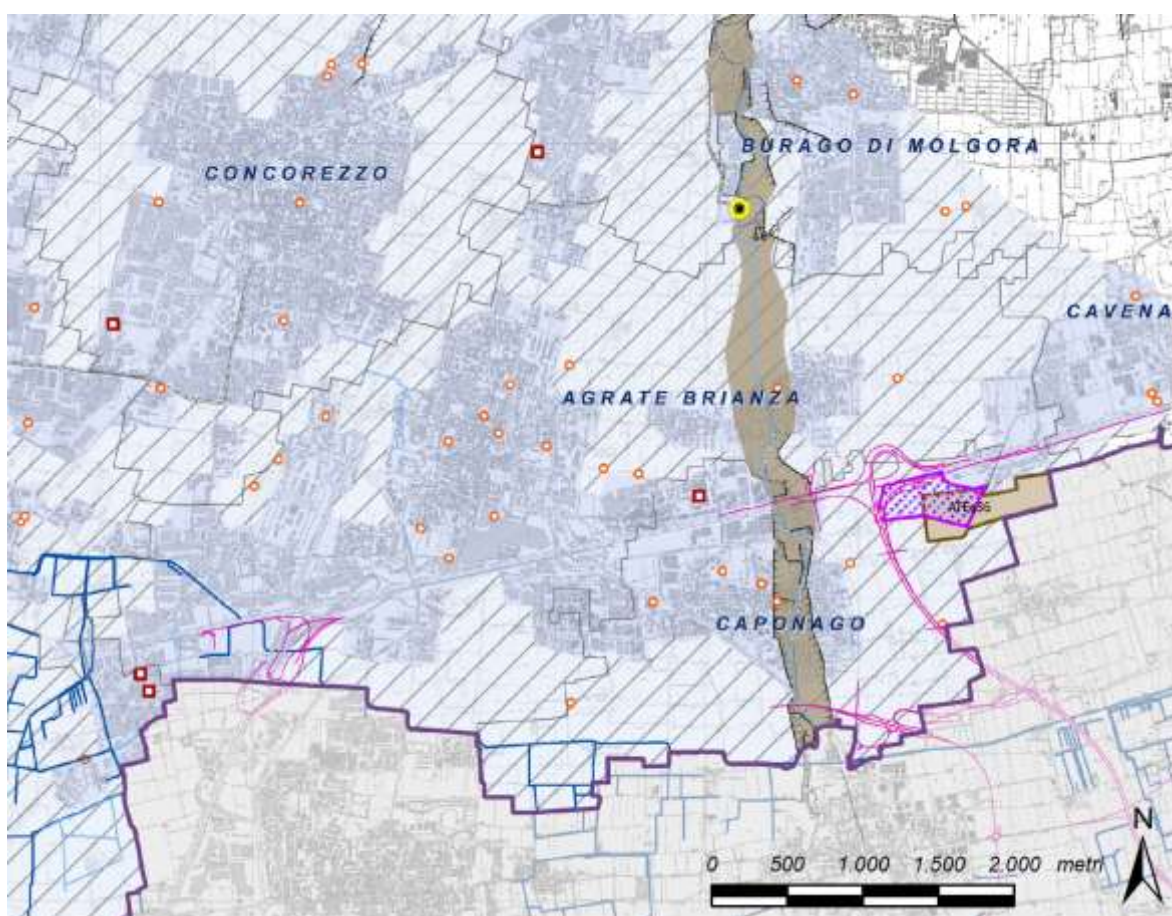 BURAGO DI MOLGORA
CONCOREZZO
CAVENA
AGRATE BRIANZA
CAPONAGO
N
0 500 1.000 1.500 2.000 metri